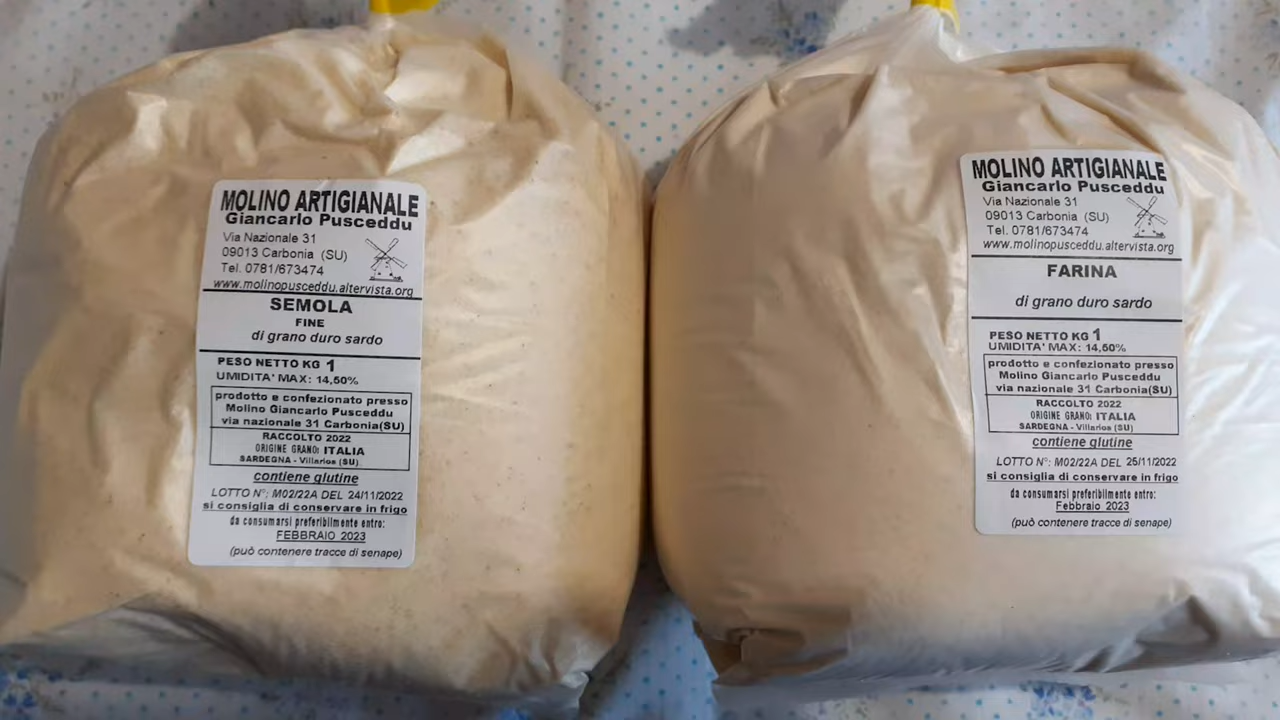 MOLINO ARTIGIANALE
Giancarlo Pusceddu
Via Nazionale 31
09013 Carbonia (SU)
Tel. 0781/673474
www.molinopusceddu.altervista.org
SEMOLA
FINE
di grano duro sardo
PESO NETTO KG 1
UMIDITA' MAX: 14,50%
prodotto e confezionato presso
Molino Giancarlo Pusceddu
via nazionale 31 Carbonia(SU)
RACCOLTO 2022
ORIGINE GRANO: ITALIA
SARDEGNA - Villarios (SU)
contiene glutine
LOTTO N°: M02/22A DEL 24/11/2022
si consiglia di conservare in frigo
da consumarsi preferibilmente entro:
FEBBRAIO 2023
(può contenere tracce di senape)
MOLINO ARTIGIANALE
Giancarlo Pusceddu
Via Nazionale 31
09013 Carbonia (SU)
Tel. 0781/673474
www.molinopusceddu.altervista.org
FARINA
di grano duro sardo
PESO NETTO KG 1
UMIDITA' MAX: 14,50%
prodotto e confezionato presso
Molino Giancarlo Pusceddu
via nazionale 31 Carbonia(SU)
RACCOLTO 2022
ORIGINE GRANO: ITALIA
SARDEGNA - Villarios (SU)
contiene glutine
LOTTO N°: M02/22A DEL 25/11/2022
si consiglia di conservare in frigo
da consumarsi preferibilmente entro:
Febbraio 2023
(può contenere tracce di senape)